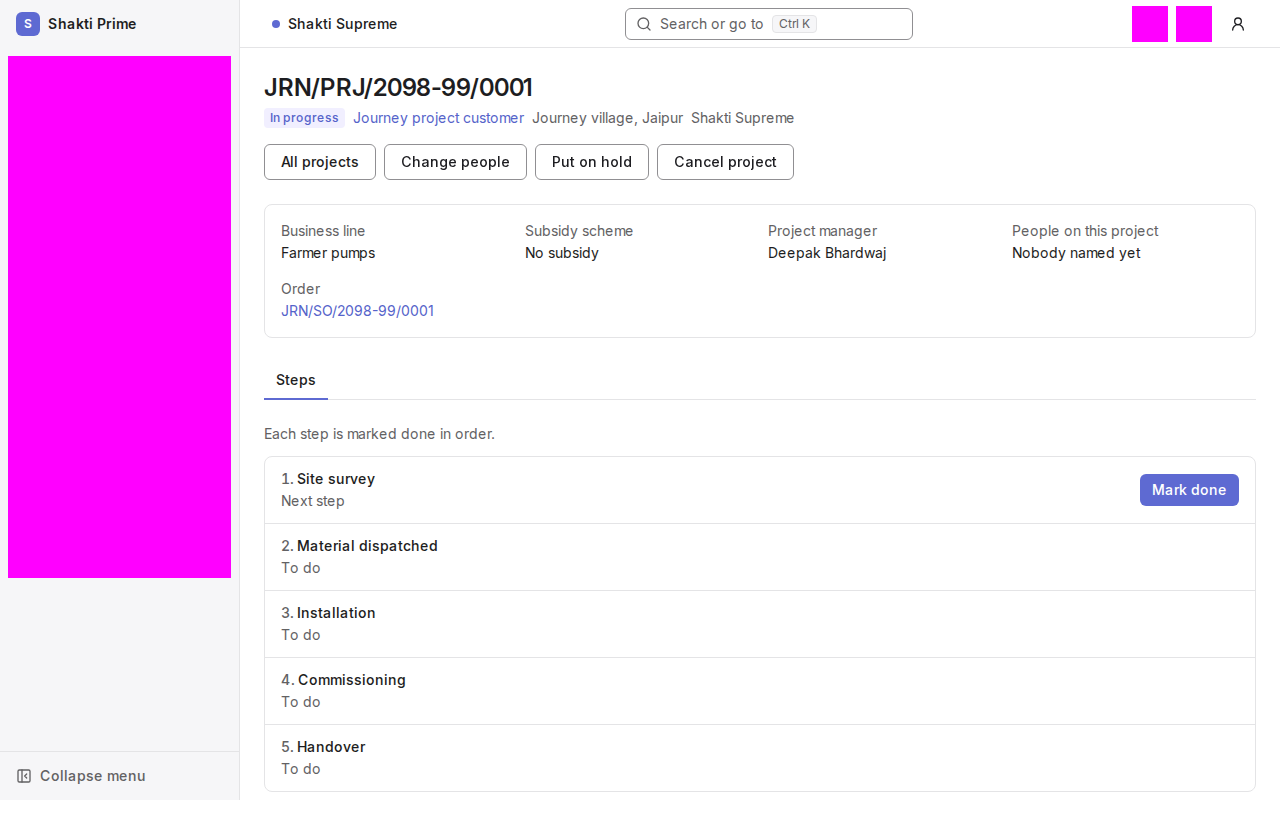 S Shakti Prime
Shakti Supreme
Search or go to Ctrl K
JRN/PRJ/2098-99/0001
In progress Journey project customer Journey village, Jaipur Shakti Supreme
All projects Change people Put on hold Cancel project
Business line Subsidy scheme Project manager People on this project
Farmer pumps No subsidy Deepak Bhardwaj Nobody named yet
Order
JRN/SO/2098-99/0001
Steps
Each step is marked done in order.
1. Site survey
Next step
Mark done
2. Material dispatched
To do
3. Installation
To do
4. Commissioning
To do
5. Handover
To do
Collapse menu